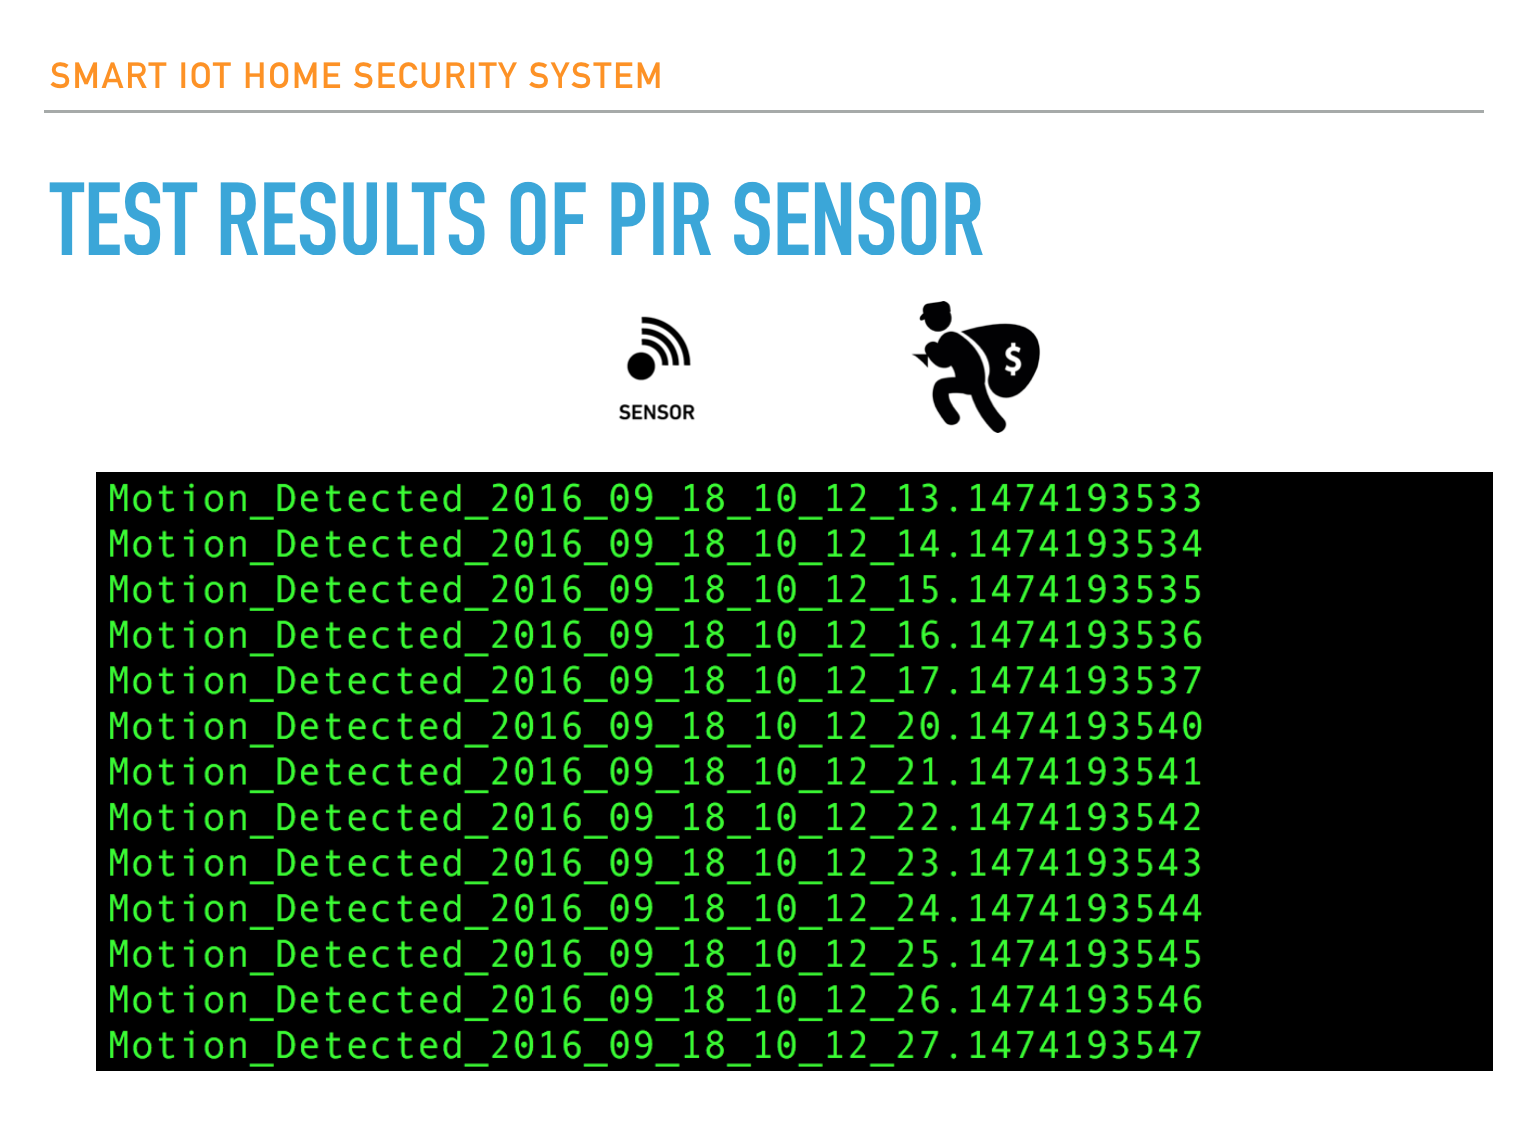 SMART IOT HOME SECURITY SYSTEM
TEST RESULTS OF PIR SENSOR
$
SENSOR
Motion_Detected_2016_09_18_10_12_13.1474193533
Motion_Detected_2016_09_18_10_12_14.1474193534
Motion_Detected_2016_09_18_10_12_15.1474193535
Motion_Detected_2016_09_18_10_12_16.1474193536
Motion_Detected_2016_09_18_10_12_17.1474193537
Motion_Detected_2016_09_18_10_12_20.1474193540
Motion_Detected_2016_09_18_10_12_21.1474193541
Motion_Detected_2016_09_18_10_12_22.1474193542
Motion_Detected_2016_09_18_10_12_23.1474193543
Motion_Detected_2016_09_18_10_12_24.1474193544
Motion_Detected_2016_09_18_10_12_25.1474193545
Motion_Detected_2016_09_18_10_12_26.1474193546
Motion_Detected_2016_09_18_10_12_27.1474193547